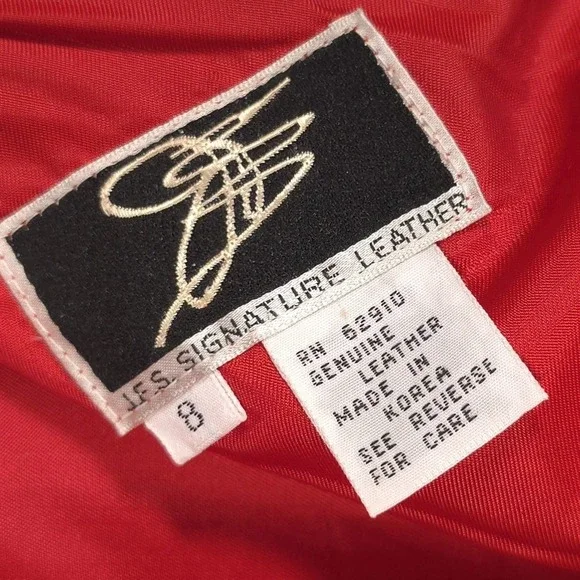 J.F.S. SIGNATURE LEATHER
8
RN 62910
GENUINE
LEATHER
MADE IN
KOREA
SEE REVERSE
FOR CARE